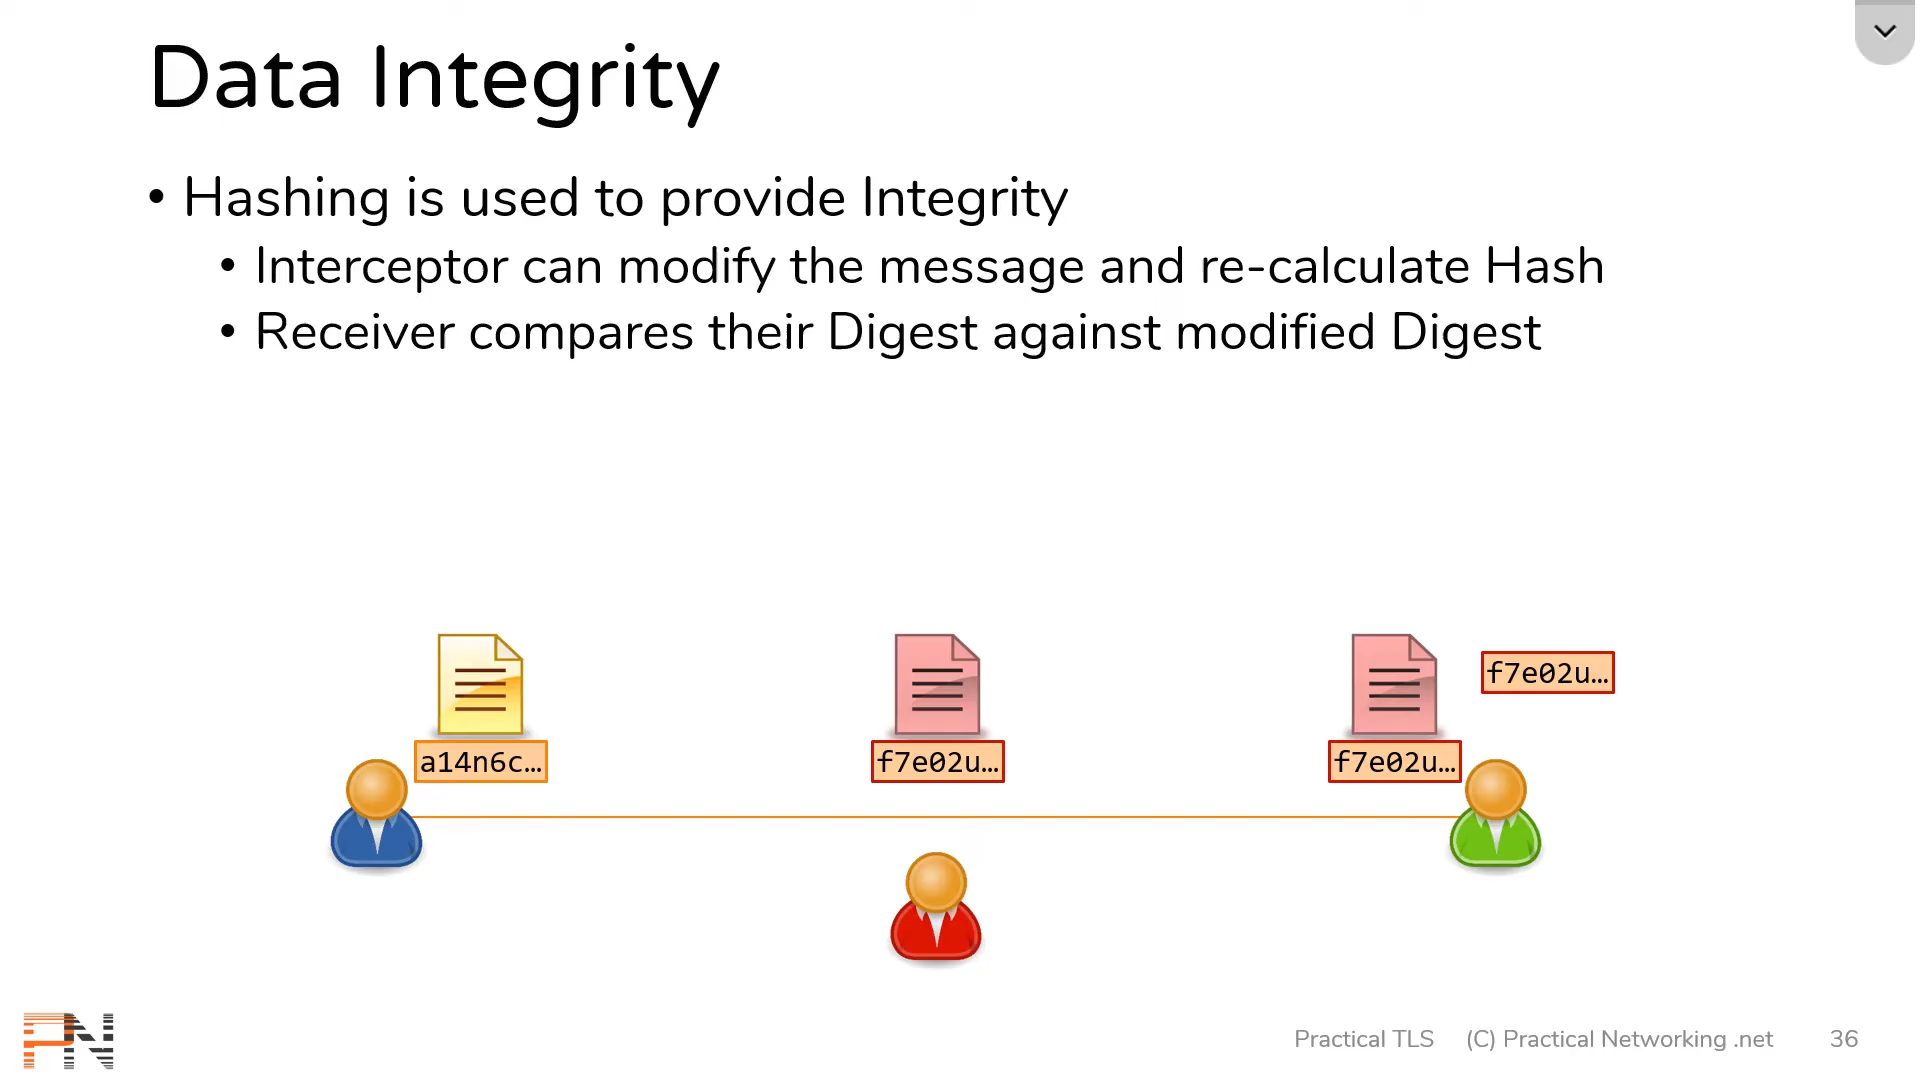 Data Integrity
• Hashing is used to provide Integrity
• Interceptor can modify the message and re-calculate Hash
• Receiver compares their Digest against modified Digest
f7e02u…
a14n6c…
f7e02u…
f7e02u…
PN
Practical TLS (C) Practical Networking .net 36